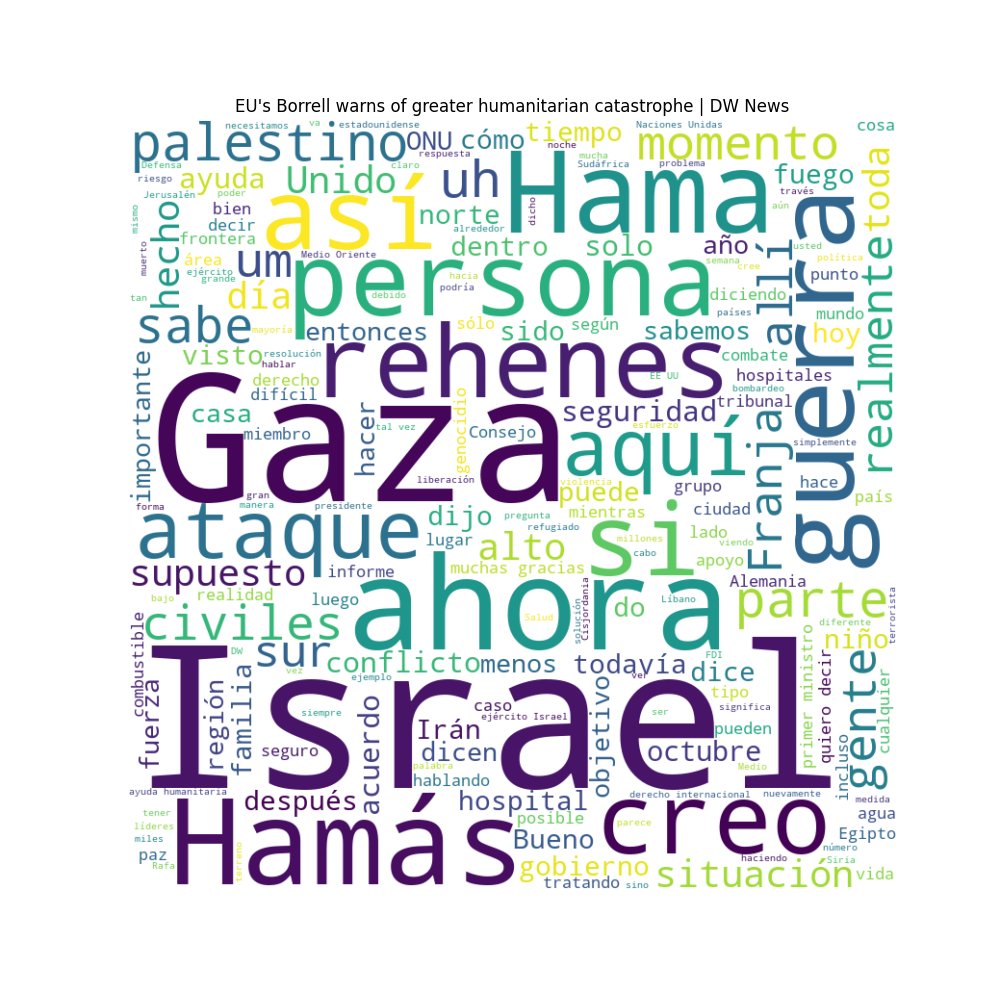 EU's Borrell warns of greater humanitarian catastrophe | DW News
necesitamos
va
estadounidense
Naciones Unidas
cosa
palestino
ONU
cómo
tiempo
momento
respuesta
noche
mucha
Sudáfrica
problema
Defensa
claro
riesgo
ayuda
Unido
uh
Hama
fuego
toda
Jerusalén
poder
través
así
aún
mismo
hecho
bien
norte
dicho
decir
alrededor
guerra
frontera
dentro
solo
año
allí
usted
muerto
área
Medio Oriente
um
persona
semana
cree
política
ejército
grande
hacia
podría
punto
tan
día
debido
diciendo
realmente
sabe
países
mundo
mayoría
entonces
sólo
sido
según
sabemos
hoy
visto
resolución
hablar
rehenes
combate
importante
derecho
difícil
EE UU
hospitales
bombardeo
Gaza
casa
hacer
seguridad
tribunal
miembro
tal vez
genocidio
Consejo
esfuerzo
aquí
Franja
simplemente
liberación
violencia
hace
forma
gran
manera
presidente
puede
grupo
país
ataque
dijo
pregunta
mientras
ciudad
refugiado
si
lugar
alto
millones
lado
viendo
cabo
supuesto
informe
muchas gracias
apoyo
Alemania
bajo
realidad
luego
ahora
solución
Cisjordania
Líbano
parte
terrorista
combustible
civiles
Salud
do
diferente
niño
DW
sur
conflicto
menos
todavía
FDI
dice
primer ministro
quiero decir
gente
cualquier
vez
ejemplo
ver
fuerza
región
familia
Israel
tipo
siempre
acuerdo
caso
ejército Israel
objetivo
ser
significa
Irán
pueden
seguro
dicen
octubre
palabra
Medio
incluso
hablando
ayuda humanitaria
derecho internacional
nuevamente
medida
después
hospital
creo
tener
Hamás
posible
parece
agua
líderes
miles
Bueno
Egipto
número
paz
Rafa
terreno
gobierno
haciendo
Siria
tratando
sino
situación
vida